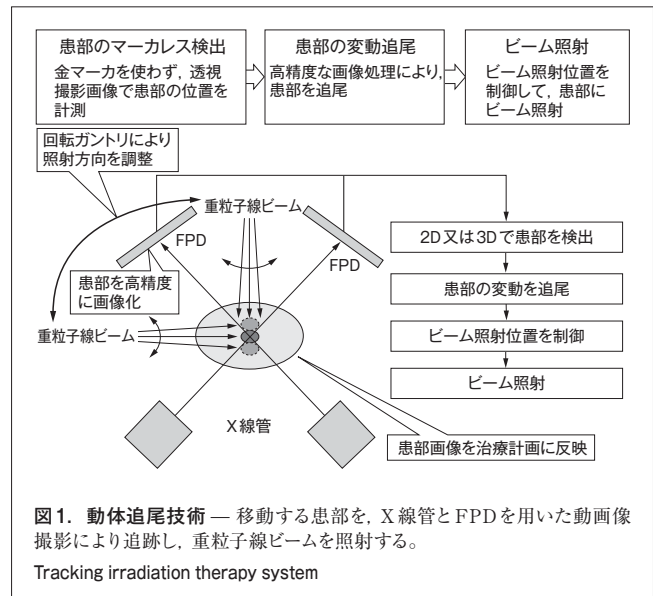 患部のマーカレス検出
金マーカを使わず，透視
撮影画像で患部の位置を
計測
患部の変動追尾
高精度な画像処理により，
患部を追尾
ビーム照射
ビーム照射位置を
制御して，患部に
ビーム照射
回転ガントリにより
照射方向を調整
重粒子線ビーム
FPD
FPD
患部を高精度
に画像化
重粒子線ビーム
X線管
2D又は3Dで患部を検出
患部の変動を追尾
ビーム照射位置を制御
ビーム照射
患部画像を治療計画に反映
図1．動体追尾技術 — 移動する患部を，X線管とFPDを用いた動画像
撮影により追跡し，重粒子線ビームを照射する。
Tracking irradiation therapy system